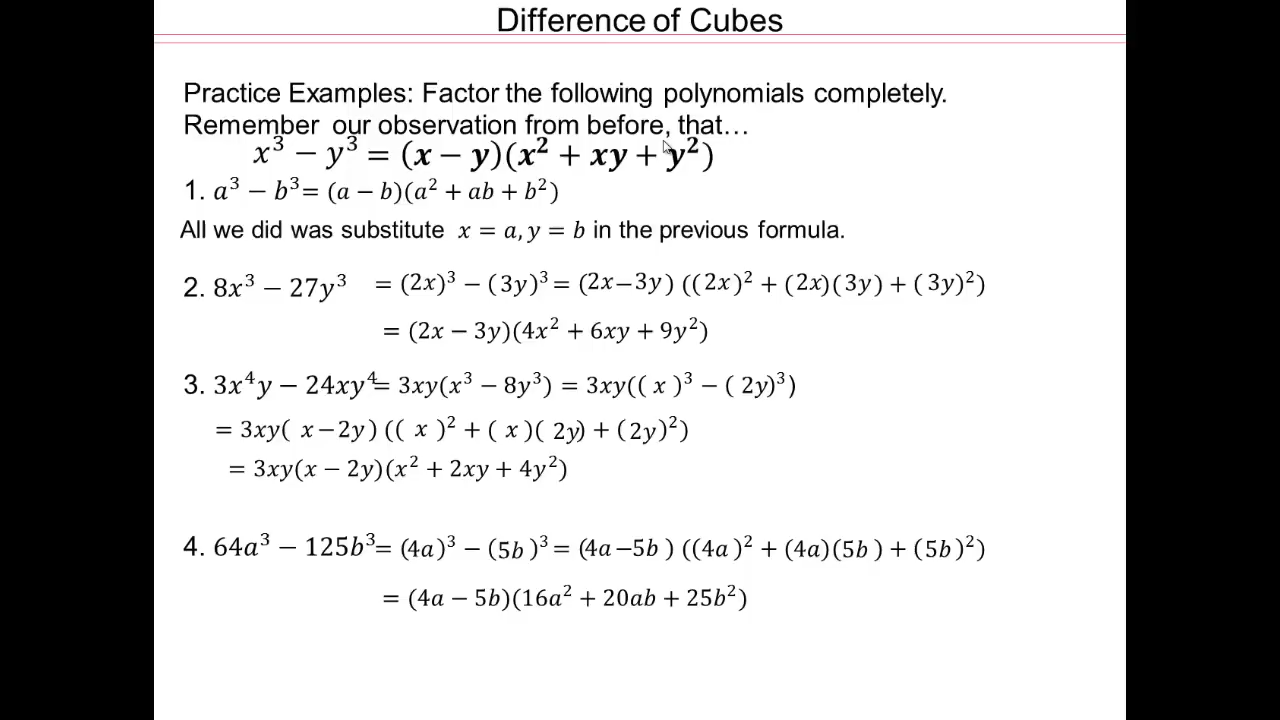 Difference of Cubes
Practice Examples: Factor the following polynomials completely.
Remember our observation from before, that…
x³ − y³ = (x − y)(x² + xy + y²)
1. a³ − b³= (a − b)(a² + ab + b²)
All we did was substitute x = a, y = b in the previous formula.
2. 8x³ − 27y³ = (2x)³ − (3y)³ = (2x−3y) ((2x)² + (2x)(3y) + (3y)²)
= (2x − 3y)(4x² + 6xy + 9y²)
3. 3x⁴y − 24xy⁴= 3xy(x³ − 8y³) = 3xy(( x )³ − ( 2y)³)
= 3xy( x−2y) (( x )² + ( x )( 2y) + (2y)²)
= 3xy(x − 2y)(x² + 2xy + 4y²)
4. 64a³ − 125b³= (4a)³ − (5b)³ = (4a−5b) ((4a)² + (4a)(5b) + (5b)²)
= (4a − 5b)(16a² + 20ab + 25b²)